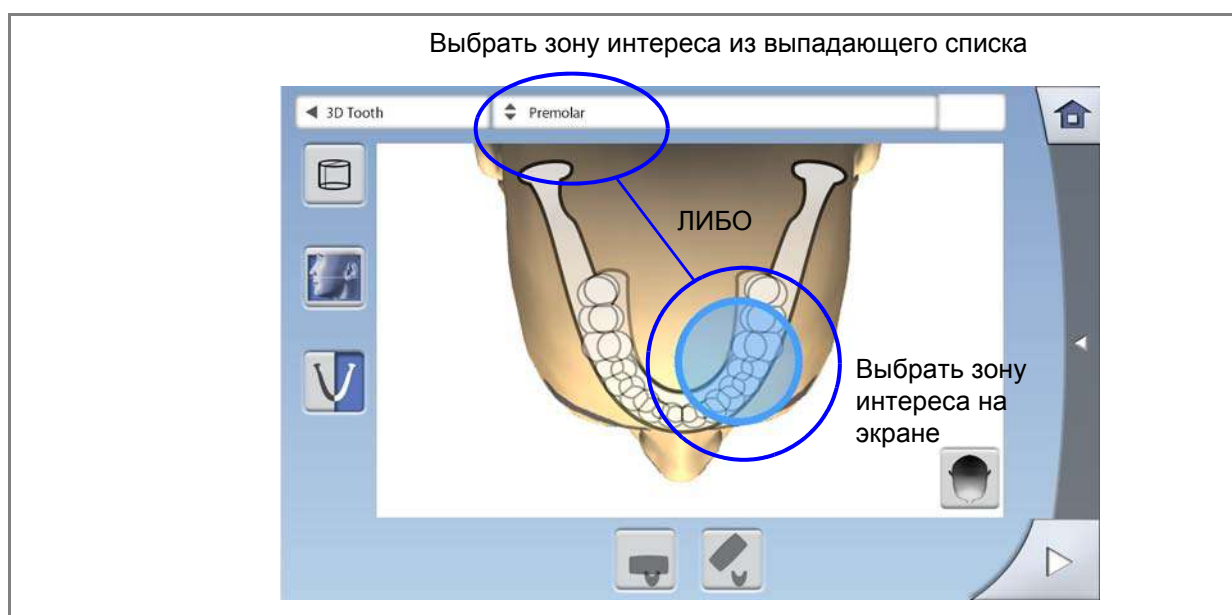 Выбрать зону интереса из выпадающего списка
3D Tooth
Premolar
ЛИБО
Выбрать зону
интереса на
экране